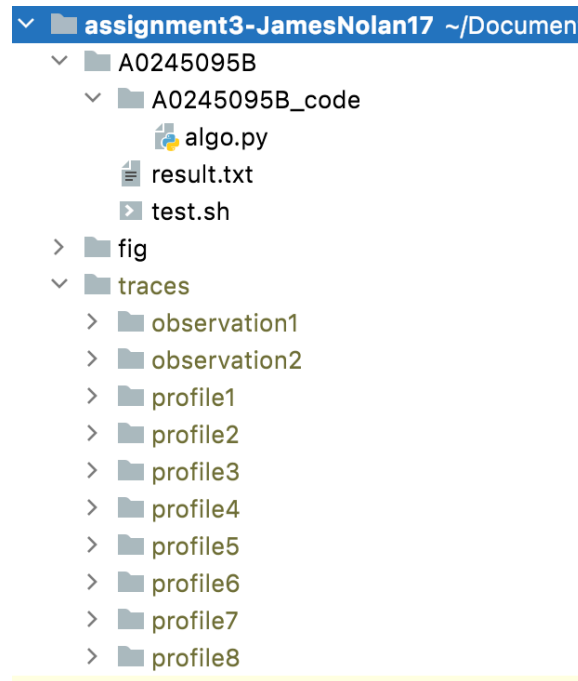 assignment3-JamesNolan17 ~/Documen
A0245095B
A0245095B_code
algo.py
result.txt
test.sh
fig
traces
observation1
observation2
profile1
profile2
profile3
profile4
profile5
profile6
profile7
profile8